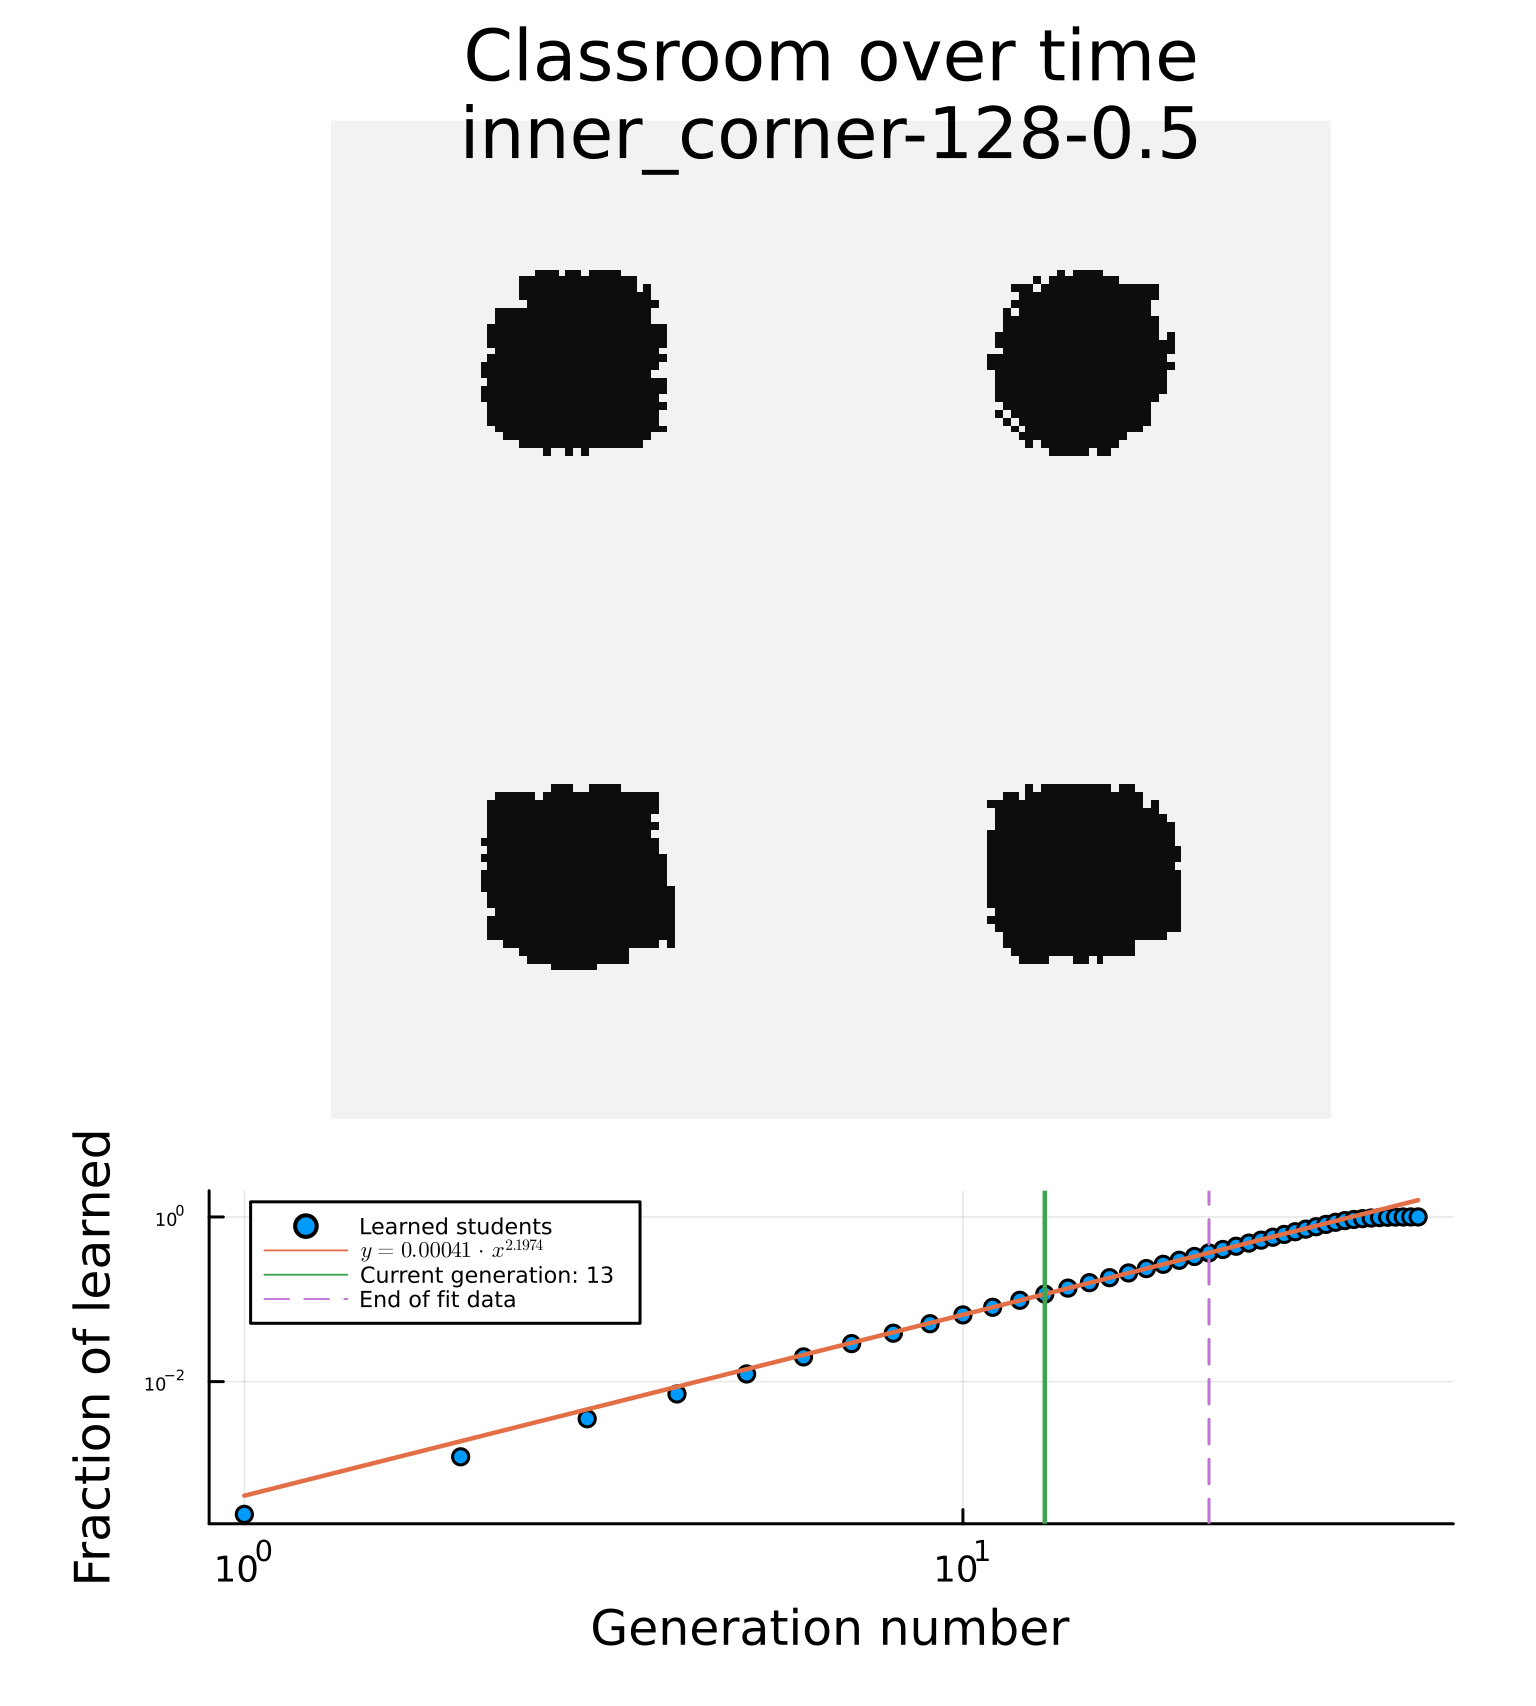 Classroom over time
inner_corner-128-0.5
Fraction of learned
10^0
10^-2
Learned students
y = 0.00041 · x^2.1974
Current generation: 13
End of fit data
10^0
10^1
Generation number